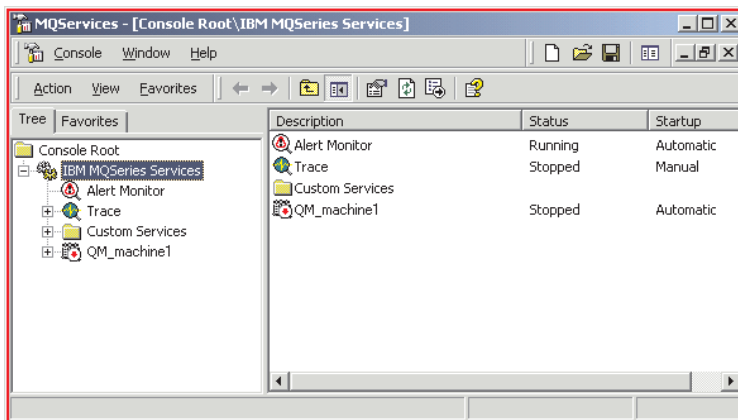 MQServices - [Console Root\IBM MQSeries Services]
Console Window Help
Action View Favorites
Tree Favorites
Description Status Startup
Console Root
IBM MQSeries Services
Alert Monitor
Trace
Custom Services
QM_machine1
Alert Monitor Running Automatic
Trace Stopped Manual
Custom Services
QM_machine1 Stopped Automatic